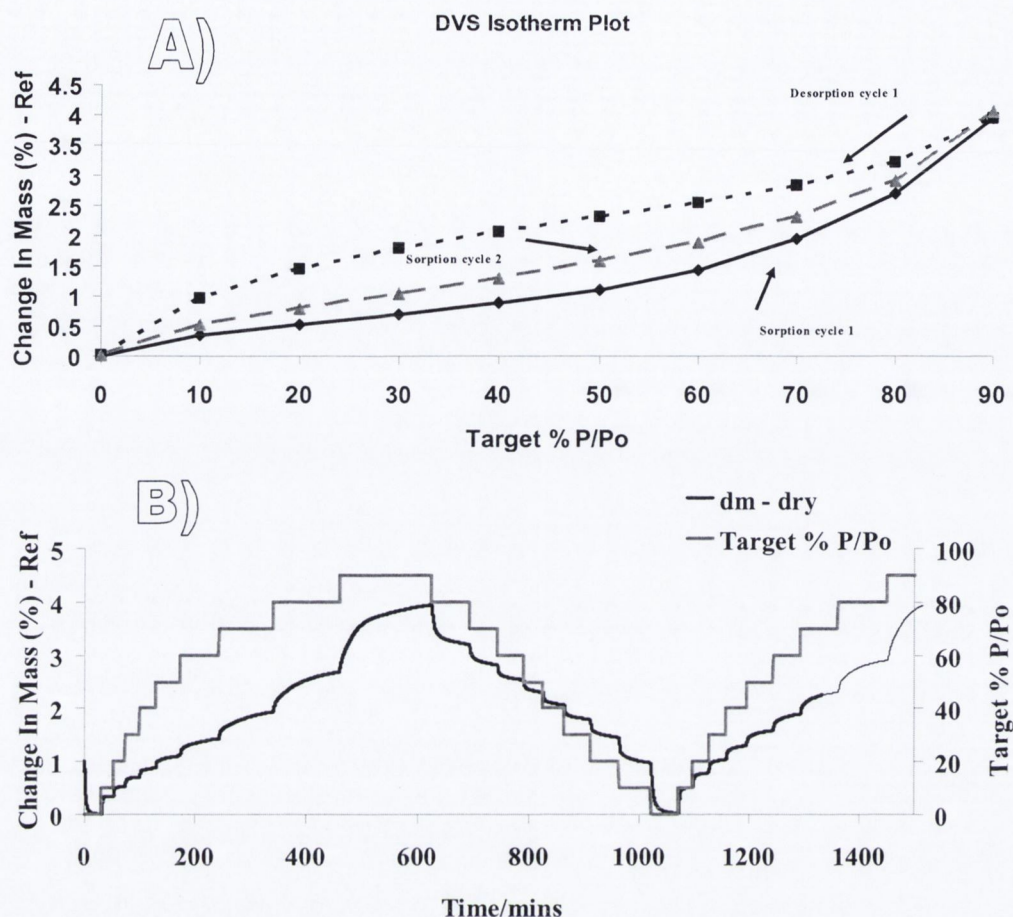 A)
DVS Isotherm Plot
Change In Mass (%) - Ref
4.5
4
3.5
3
2.5
2
1.5
1
0.5
0
Desorption cycle 1
Sorption cycle 2
Sorption cycle 1
0 10 20 30 40 50 60 70 80 90
Target % P/Po
B)
dm - dry
Target % P/Po
Change In Mass (%) - Ref
5
4
3
2
1
0
100
80
60
40
20
0
Target % P/Po
0 200 400 600 800 1000 1200 1400
Time/mins